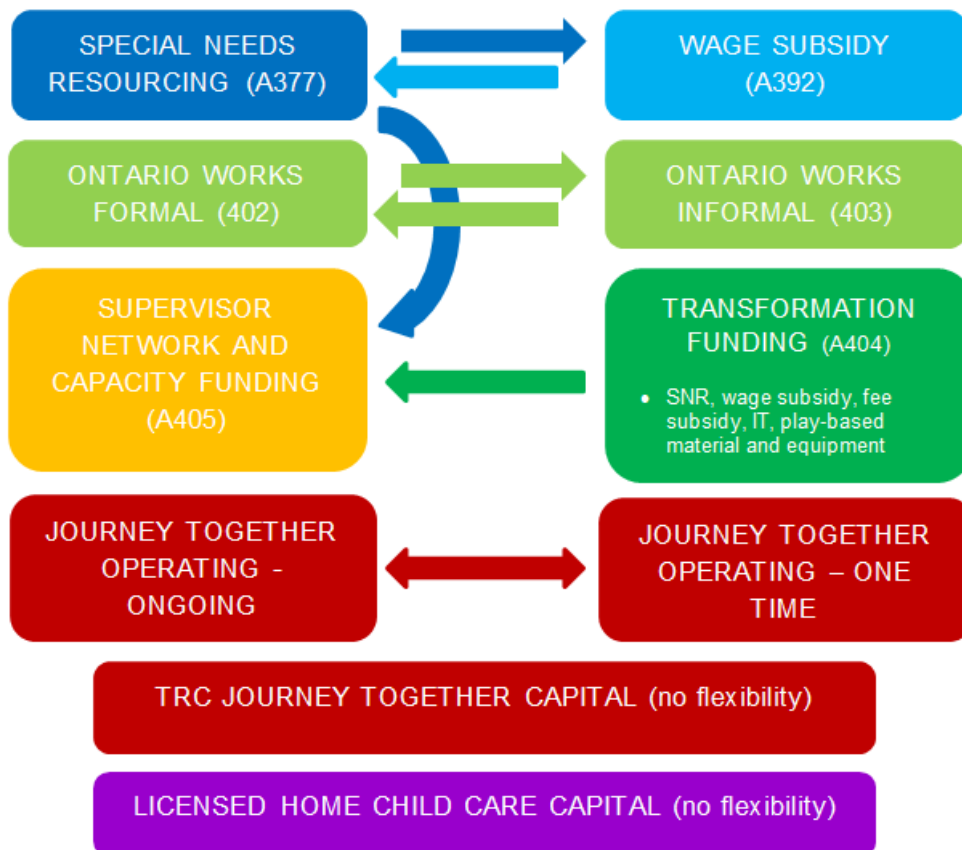 SPECIAL NEEDS
RESOURCING (A377)
WAGE SUBSIDY
(A392)
ONTARIO WORKS
FORMAL (402)
ONTARIO WORKS
INFORMAL (403)
SUPERVISOR
NETWORK AND
CAPACITY FUNDING
(A405)
TRANSFORMATION
FUNDING (A404)
• SNR, wage subsidy, fee
subsidy, IT, play-based
material and equipment
JOURNEY TOGETHER
OPERATING -
ONGOING
JOURNEY TOGETHER
OPERATING – ONE
TIME
TRC JOURNEY TOGETHER CAPITAL (no flexibility)
LICENSED HOME CHILD CARE CAPITAL (no flexibility)